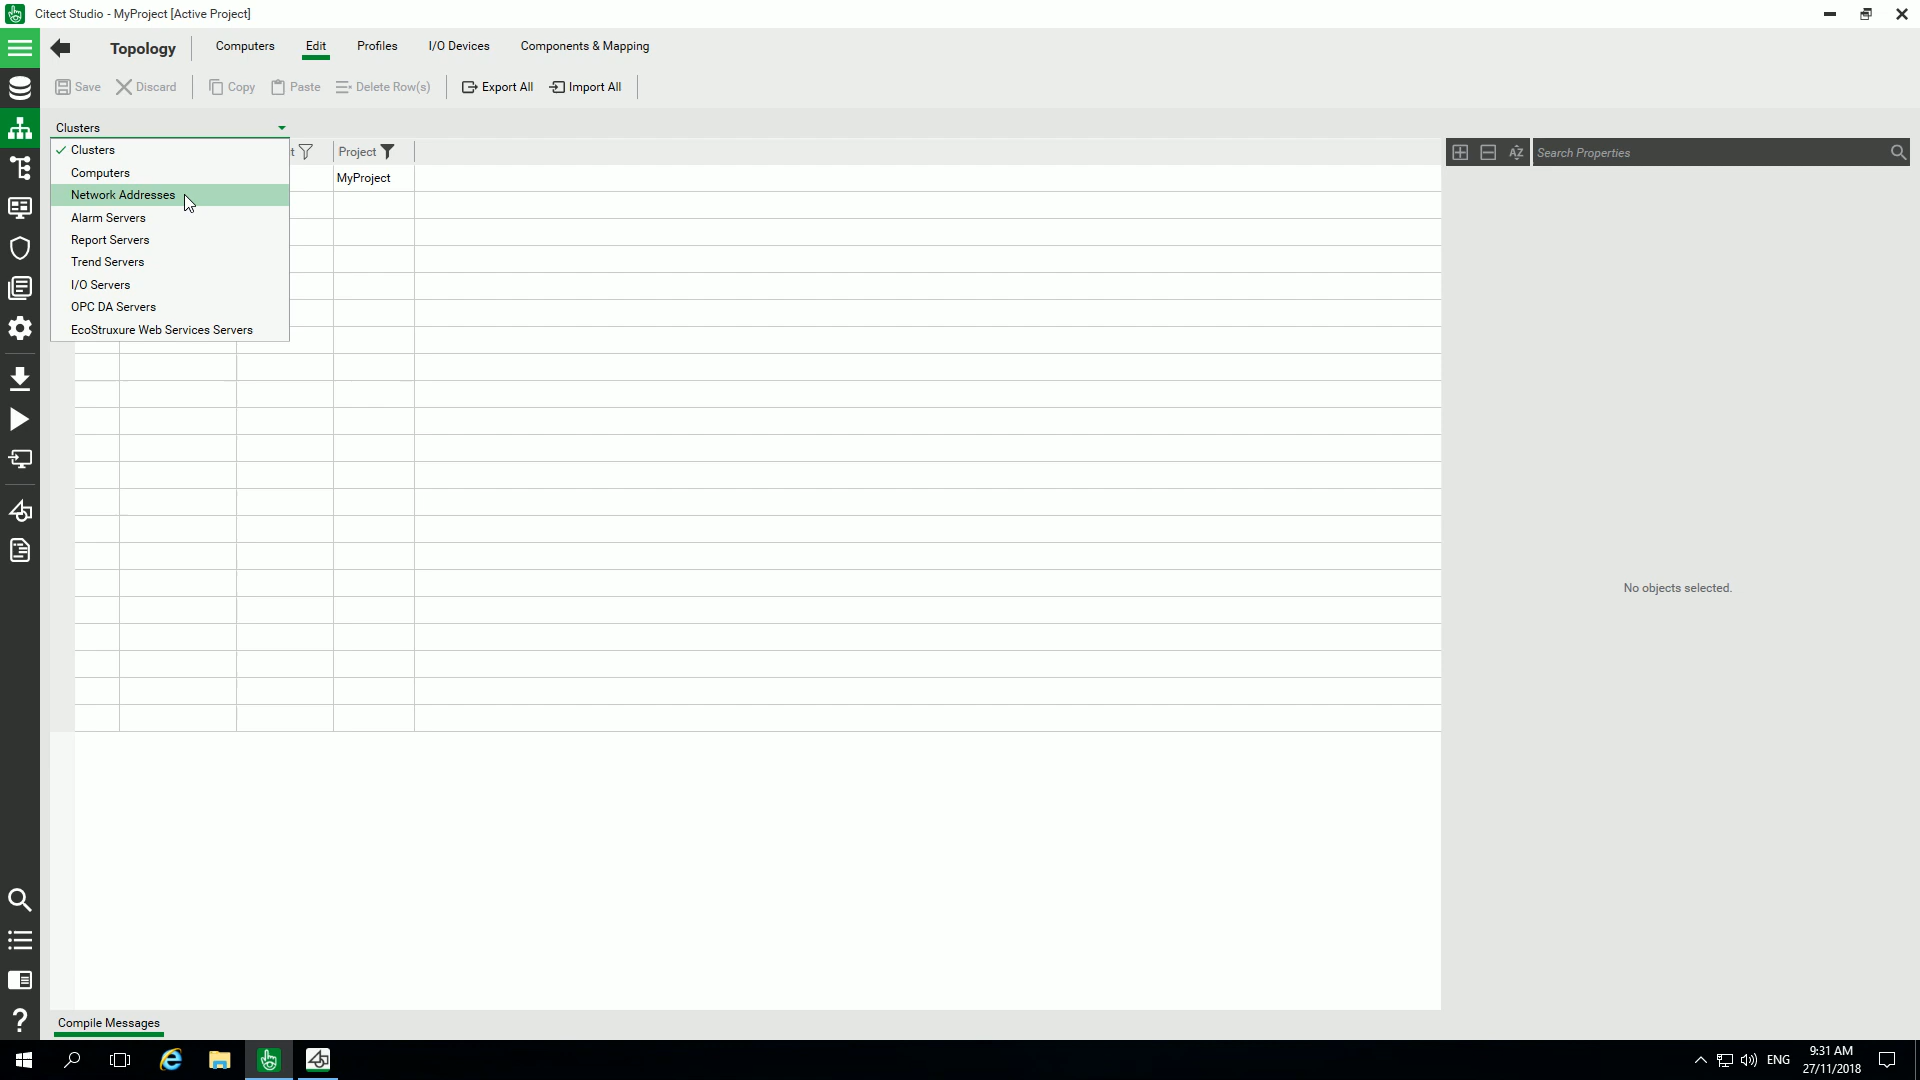 Citect Studio - MyProject [Active Project]
Topology Computers Edit Profiles I/O Devices Components & Mapping
Save Discard Copy Paste Delete Row(s) Export All Import All
Clusters
t Project
Search Properties
Clusters
Computers
MyProject
Network Addresses
Alarm Servers
Report Servers
Trend Servers
I/O Servers
OPC DA Servers
EcoStruxure Web Services Servers
No objects selected.
Compile Messages
ENG
9:31 AM
27/11/2018